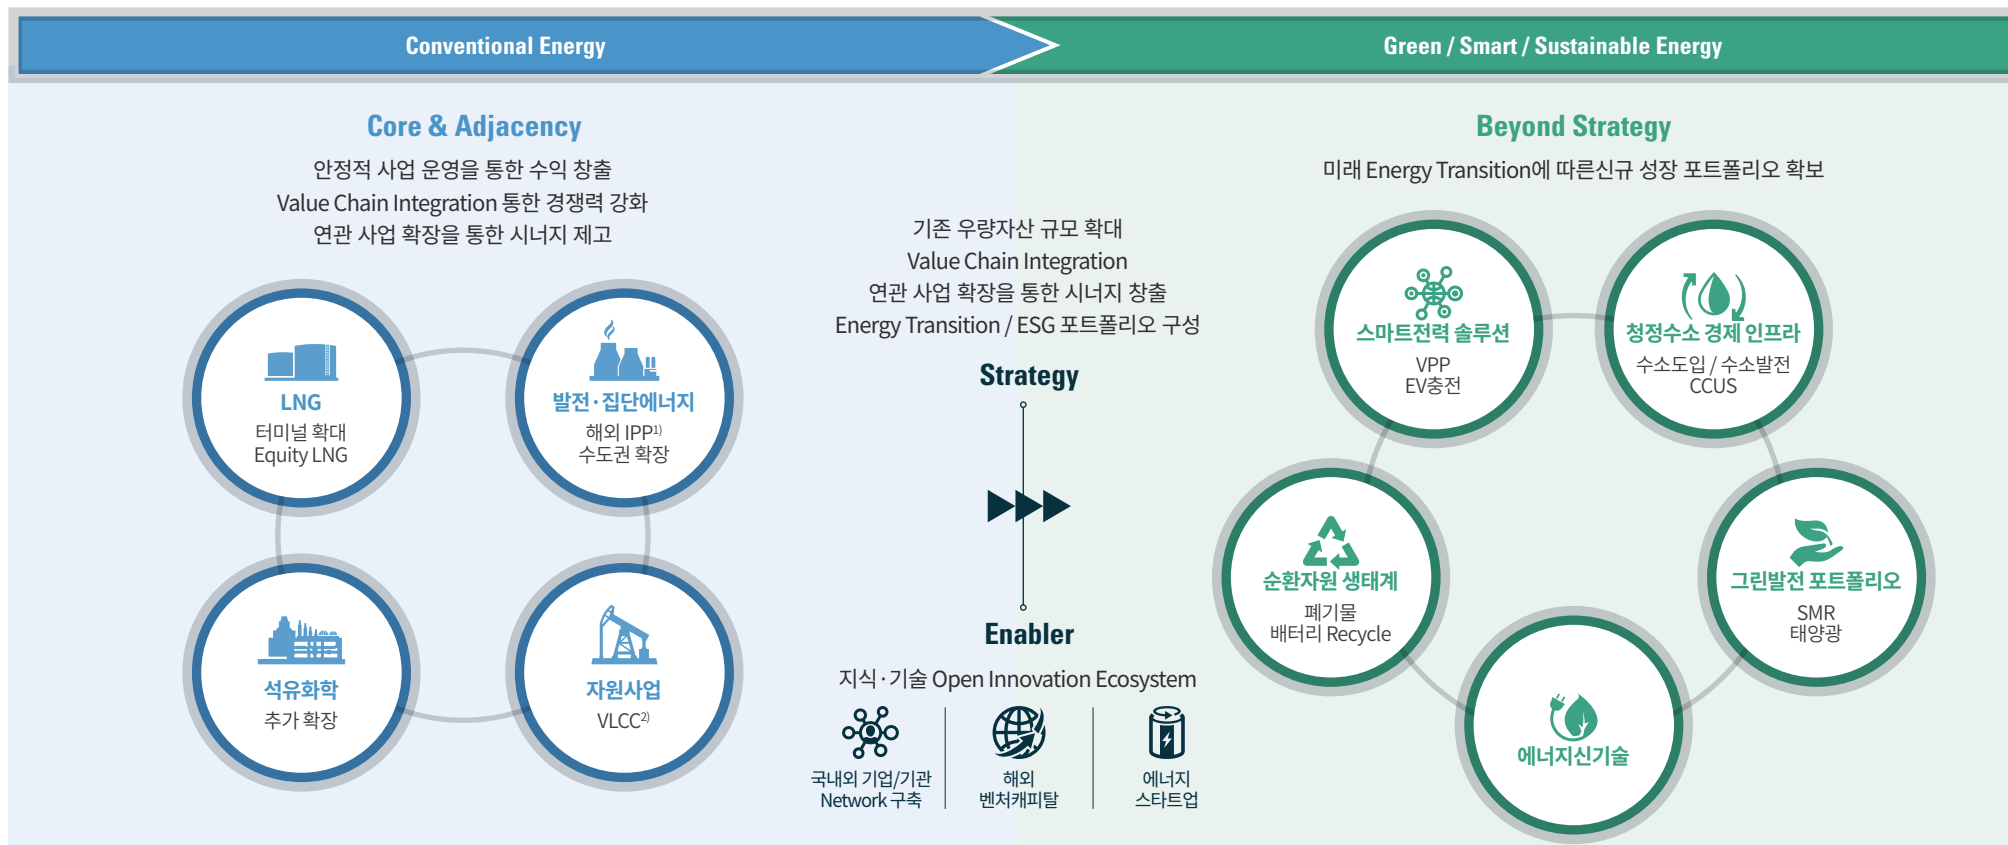 Conventional Energy
Green / Smart / Sustainable Energy
Core & Adjacency
안정적 사업 운영을 통한 수익 창출
Value Chain Integration 통한 경쟁력 강화
연관 사업 확장을 통한 시너지 제고
LNG
터미널 확대
Equity LNG
발전·집단에너지
해외 IPP1)
수도권 확장
석유화학
추가 확장
자원사업
VLCC2)
기존 우량자산 규모 확대
Value Chain Integration
연관 사업 확장을 통한 시너지 창출
Energy Transition / ESG 포트폴리오 구성
Strategy
Enabler
지식·기술 Open Innovation Ecosystem
국내외 기업/기관
Network 구축
해외
벤처캐피탈
에너지
스타트업
Beyond Strategy
미래 Energy Transition에 따른신규 성장 포트폴리오 확보
스마트전력 솔루션
VPP
EV충전
청정수소 경제 인프라
수소도입 / 수소발전
CCUS
순환자원 생태계
폐기물
배터리 Recycle
그린발전 포트폴리오
SMR
태양광
에너지신기술